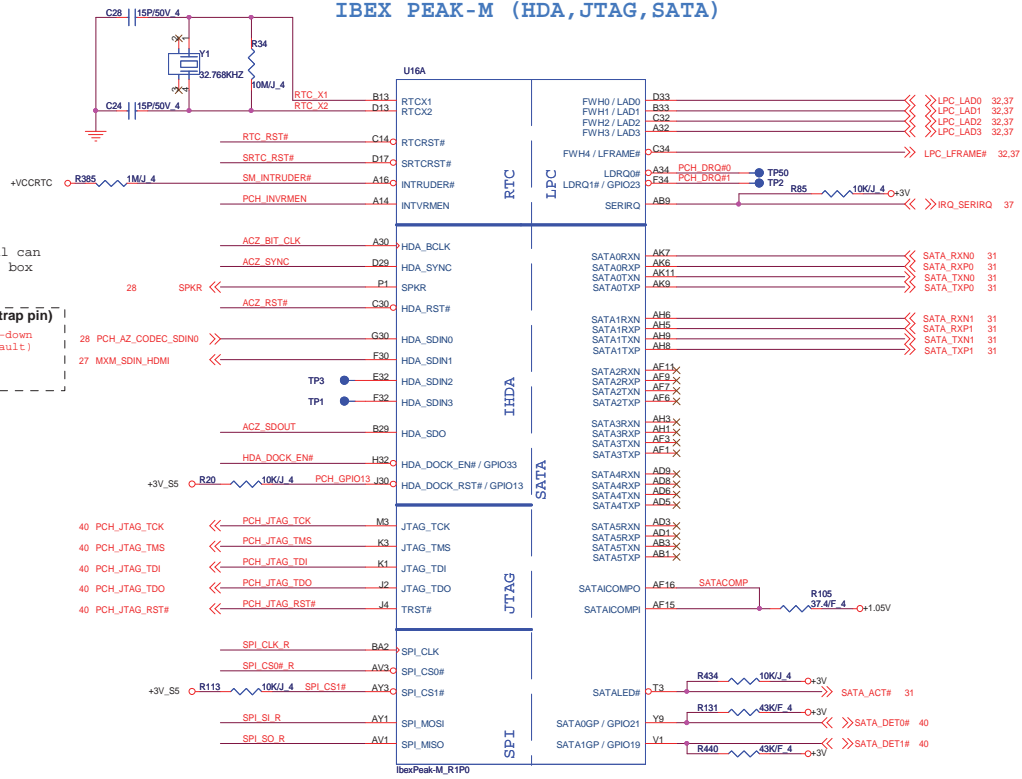 IBEX PEAK-M (HDA,JTAG,SATA)
C28 15P/50V_4
2 1
Y1
32.768KHZ
3 4
R34
10M/J_4
C24 15P/50V_4
RTC_X1
RTC_X2
U16A
B13 RTCX1
D13 RTCX2
RTC_RST# C14 RTCRST#
SRTC_RST# D17 SRTCRST#
+VCCRTC R385 1M/J_4 SM_INTRUDER# A16 INTRUDER#
PCH_INVRMEN A14 INTVRMEN
RTC
LPC
FWH0 / LAD0 D33 LPC_LAD0 32,37
FWH1 / LAD1 B33 LPC_LAD1 32,37
FWH2 / LAD2 C32 LPC_LAD2 32,37
FWH3 / LAD3 A32 LPC_LAD3 32,37
FWH4 / LFRAME# C34 LPC_LFRAME# 32,37
LDRQ0# A34 PCH_DRQ#0 TP50
LDRQ1# / GPIO23 F34 PCH_DRQ#1 TP2
R85 10K/J_4 +3V
SERIRQ AB9 IRQ_SERIRQ 37
l can
box
trap pin)
-down
ault)
ACZ_BIT_CLK A30 HDA_BCLK
ACZ_SYNC D29 HDA_SYNC
28 SPKR P1 SPKR
ACZ_RST# C30 HDA_RST#
28 PCH_AZ_CODEC_SDIN0 G30 HDA_SDIN0
27 MXM_SDIN_HDMI F30 HDA_SDIN1
TP3 E32 HDA_SDIN2
TP1 F32 HDA_SDIN3
ACZ_SDOUT B29 HDA_SDO
HDA_DOCK_EN# H32 HDA_DOCK_EN# / GPIO33
+3V_S5 R20 10K/J_4 PCH_GPIO13 J30 HDA_DOCK_RST# / GPIO13
IHDA
SATA
SATA0RXN AK7 SATA_RXN0 31
SATA0RXP AK6 SATA_RXP0 31
SATA0TXN AK11 SATA_TXN0 31
SATA0TXP AK9 SATA_TXP0 31
SATA1RXN AH6 SATA_RXN1 31
SATA1RXP AH5 SATA_RXP1 31
SATA1TXN AH9 SATA_TXN1 31
SATA1TXP AH8 SATA_TXP1 31
SATA2RXN AF11
SATA2RXP AF9
SATA2TXN AF7
SATA2TXP AF6
SATA3RXN AH3
SATA3RXP AH1
SATA3TXN AF3
SATA3TXP AF1
SATA4RXN AD9
SATA4RXP AD8
SATA4TXN AD6
SATA4TXP AD5
SATA5RXN AD3
SATA5RXP AD1
SATA5TXN AB3
SATA5TXP AB1
40 PCH_JTAG_TCK PCH_JTAG_TCK M3 JTAG_TCK
40 PCH_JTAG_TMS PCH_JTAG_TMS K3 JTAG_TMS
40 PCH_JTAG_TDI PCH_JTAG_TDI K1 JTAG_TDI
40 PCH_JTAG_TDO PCH_JTAG_TDO J2 JTAG_TDO
40 PCH_JTAG_RST# PCH_JTAG_RST# J4 TRST#
JTAG
SATAICOMPO AF16 SATACOMP
SATAICOMPI AF15 R105 37.4/F_4 +1.05V
SPI_CLK_R BA2 SPI_CLK
SPI_CS0#_R AV3 SPI_CS0#
+3V_S5 R113 10K/J_4 SPI_CS1# AY3 SPI_CS1#
SPI_SI_R AY1 SPI_MOSI
SPI_SO_R AV1 SPI_MISO
SPI
R434 10K/J_4 +3V
SATALED# T3 SATA_ACT# 31
R131 43K/F_4 +3V
SATA0GP / GPIO21 Y9 SATA_DET0# 40
SATA1GP / GPIO19 V1 SATA_DET1# 40
R440 43K/F_4 +3V
IbexPeak-M_R1P0